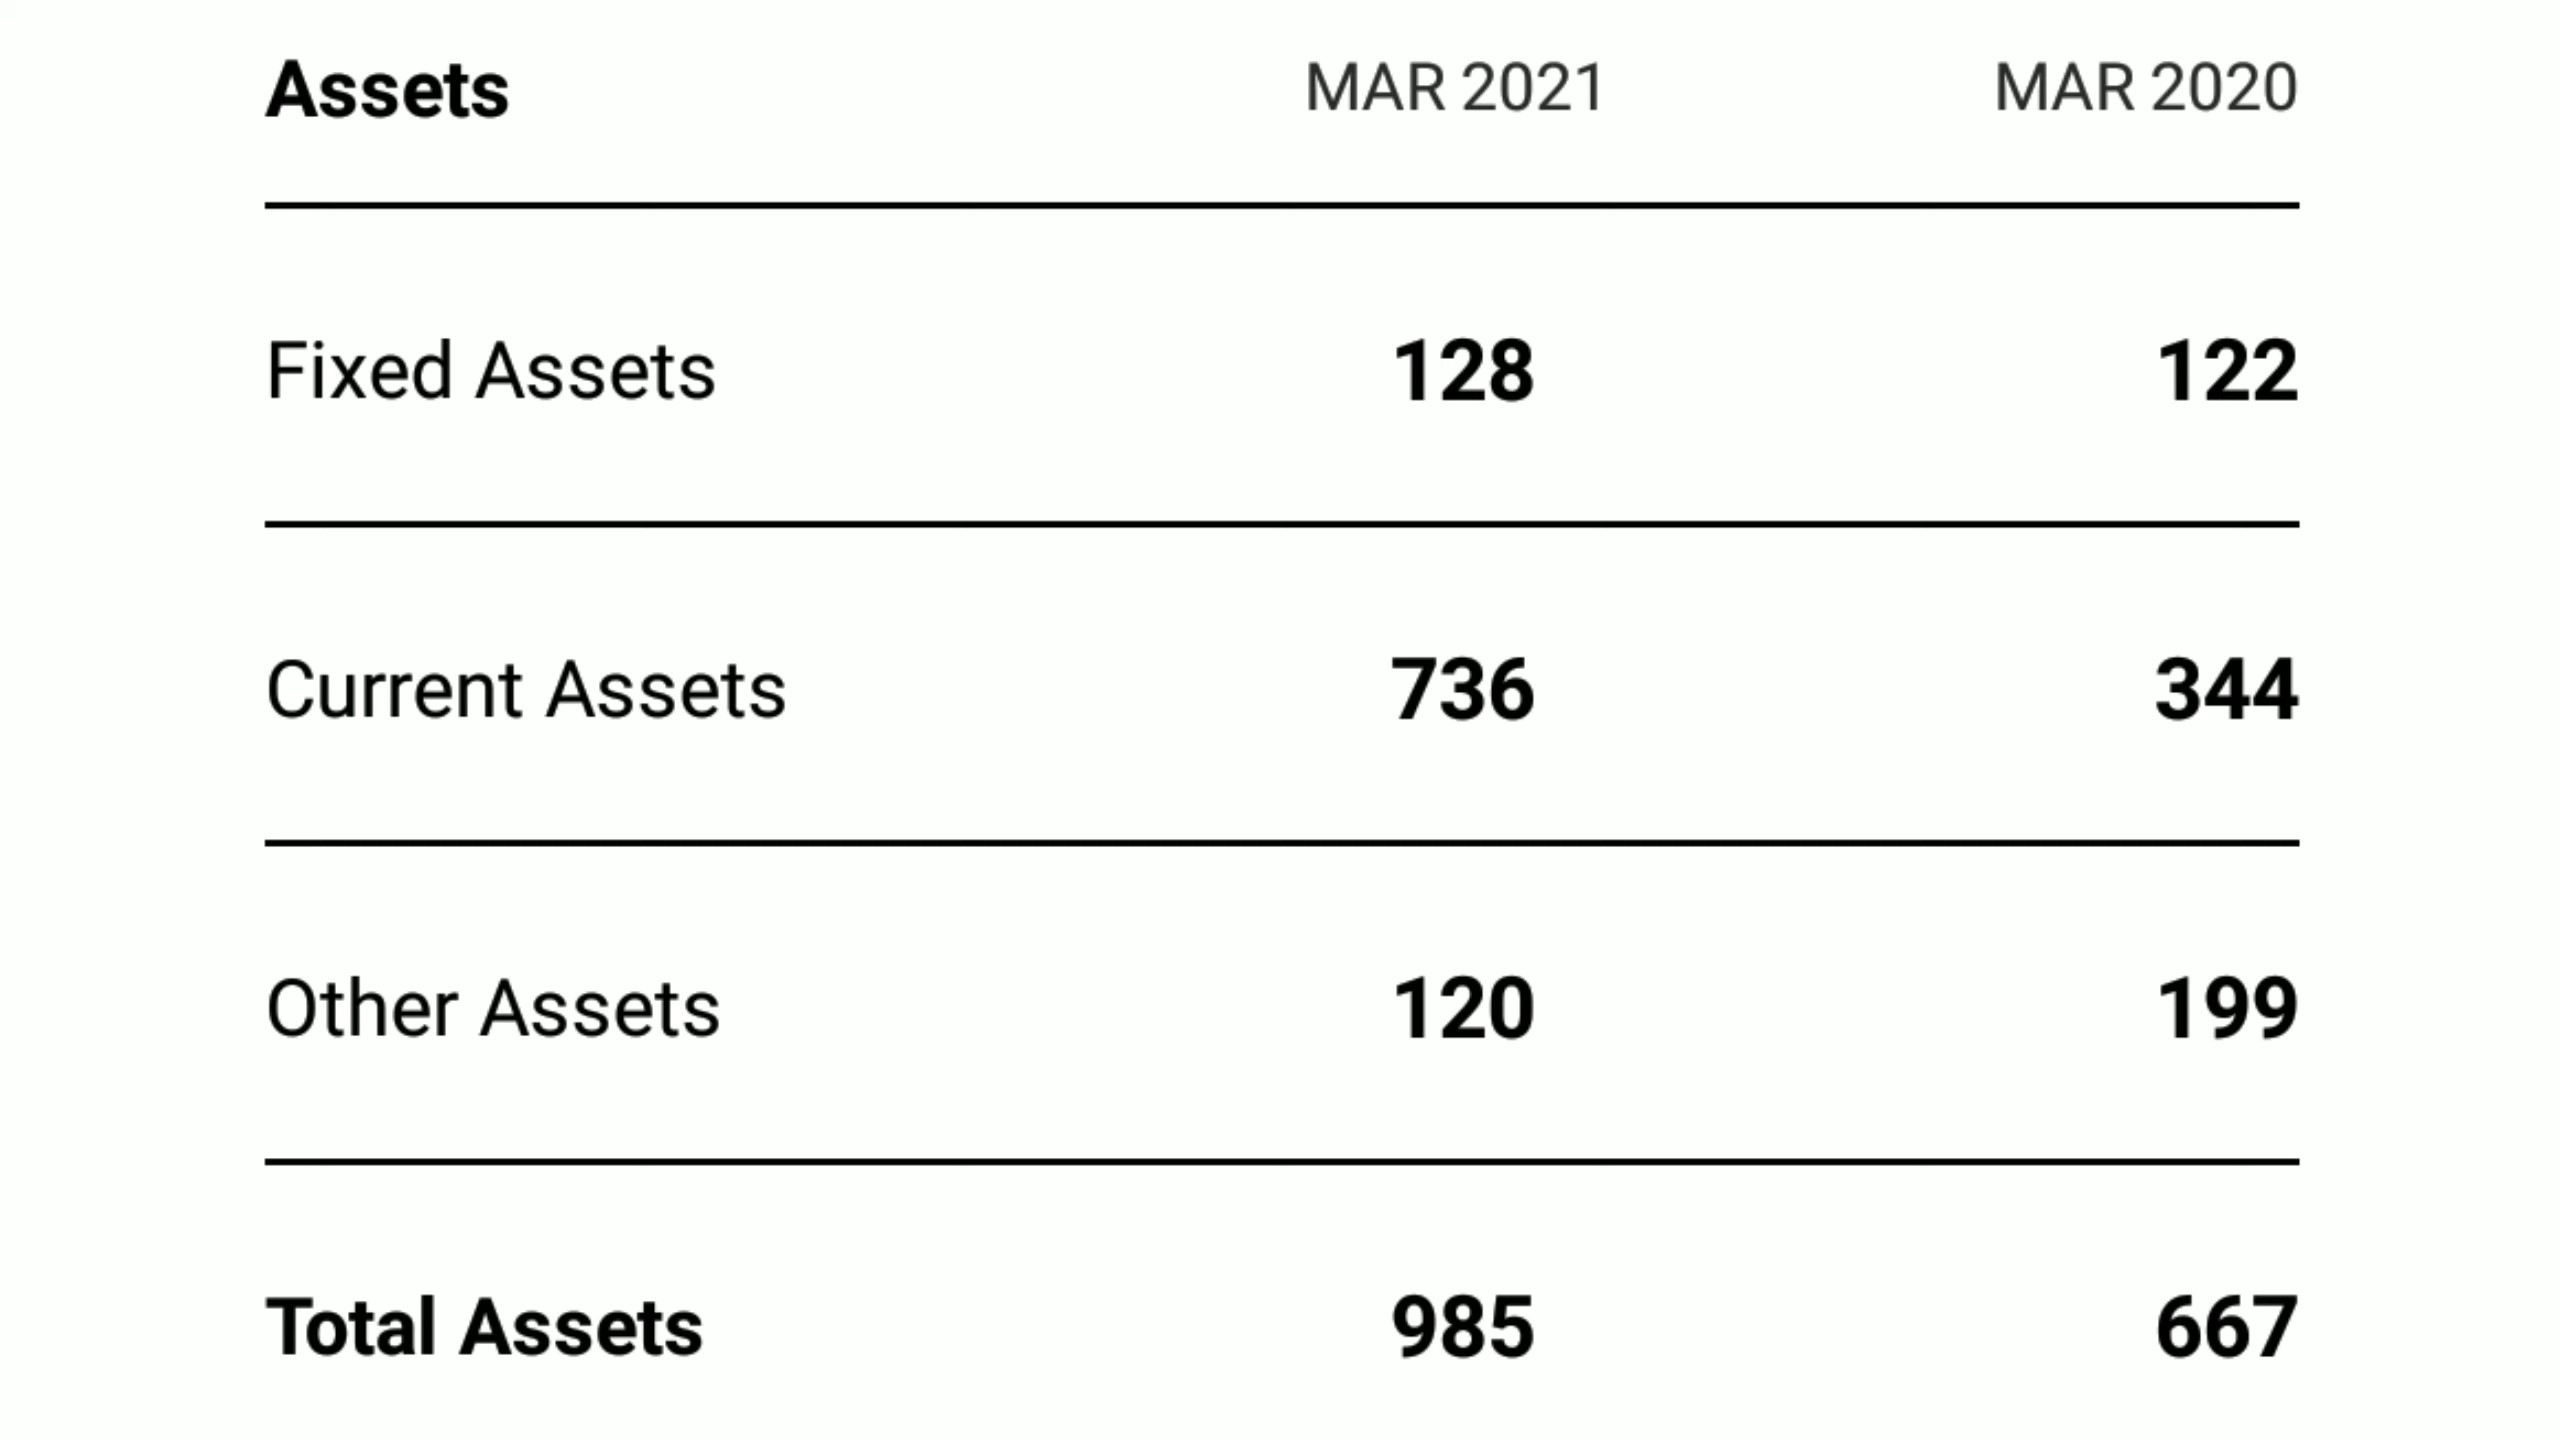 Assets MAR 2021 MAR 2020
Fixed Assets 128 122
Current Assets 736 344
Other Assets 120 199
Total Assets 985 667